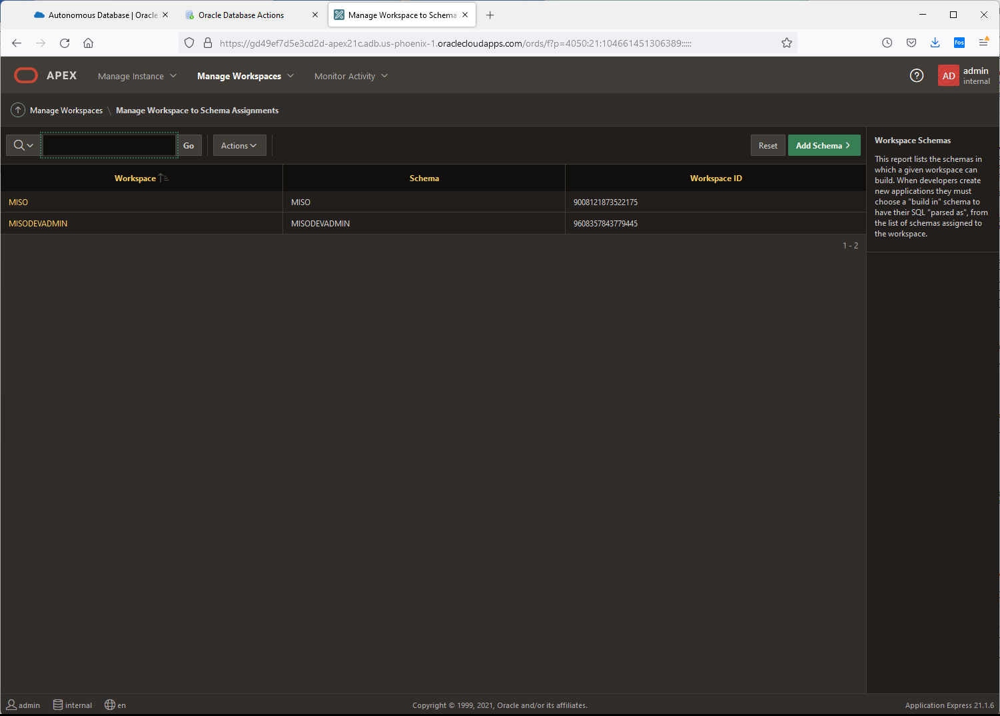 Autonomous Database | Oracle
Oracle Database Actions
Manage Workspace to Schema
https://gd49ef7d5e3cd2d-apex21c.adb.us-phoenix-1.oraclecloudapps.com/ords/f?p=4050:21:104661451306389:::::
fos
APEX
Manage Instance
Manage Workspaces
Monitor Activity
?
AD
admin
internal
Manage Workspaces \ Manage Workspace to Schema Assignments
Go
Actions
Reset
Add Schema
Workspace Schema Workspace ID
MISO MISO 9008121873522175
MISODEVADMIN MISODEVADMIN 9608357843779445
1 - 2
Workspace Schemas
This report lists the schemas in
which a given workspace can
build. When developers create
new applications they must
choose a "build in" schema to
have their SQL "parsed as", from
the list of schemas assigned to
the workspace.
admin internal en
Copyright © 1999, 2021, Oracle and/or its affiliates.
Application Express 21.1.6